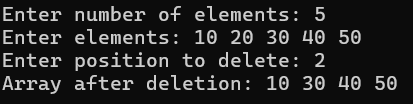 Enter number of elements: 5
Enter elements: 10 20 30 40 50
Enter position to delete: 2
Array after deletion: 10 30 40 50